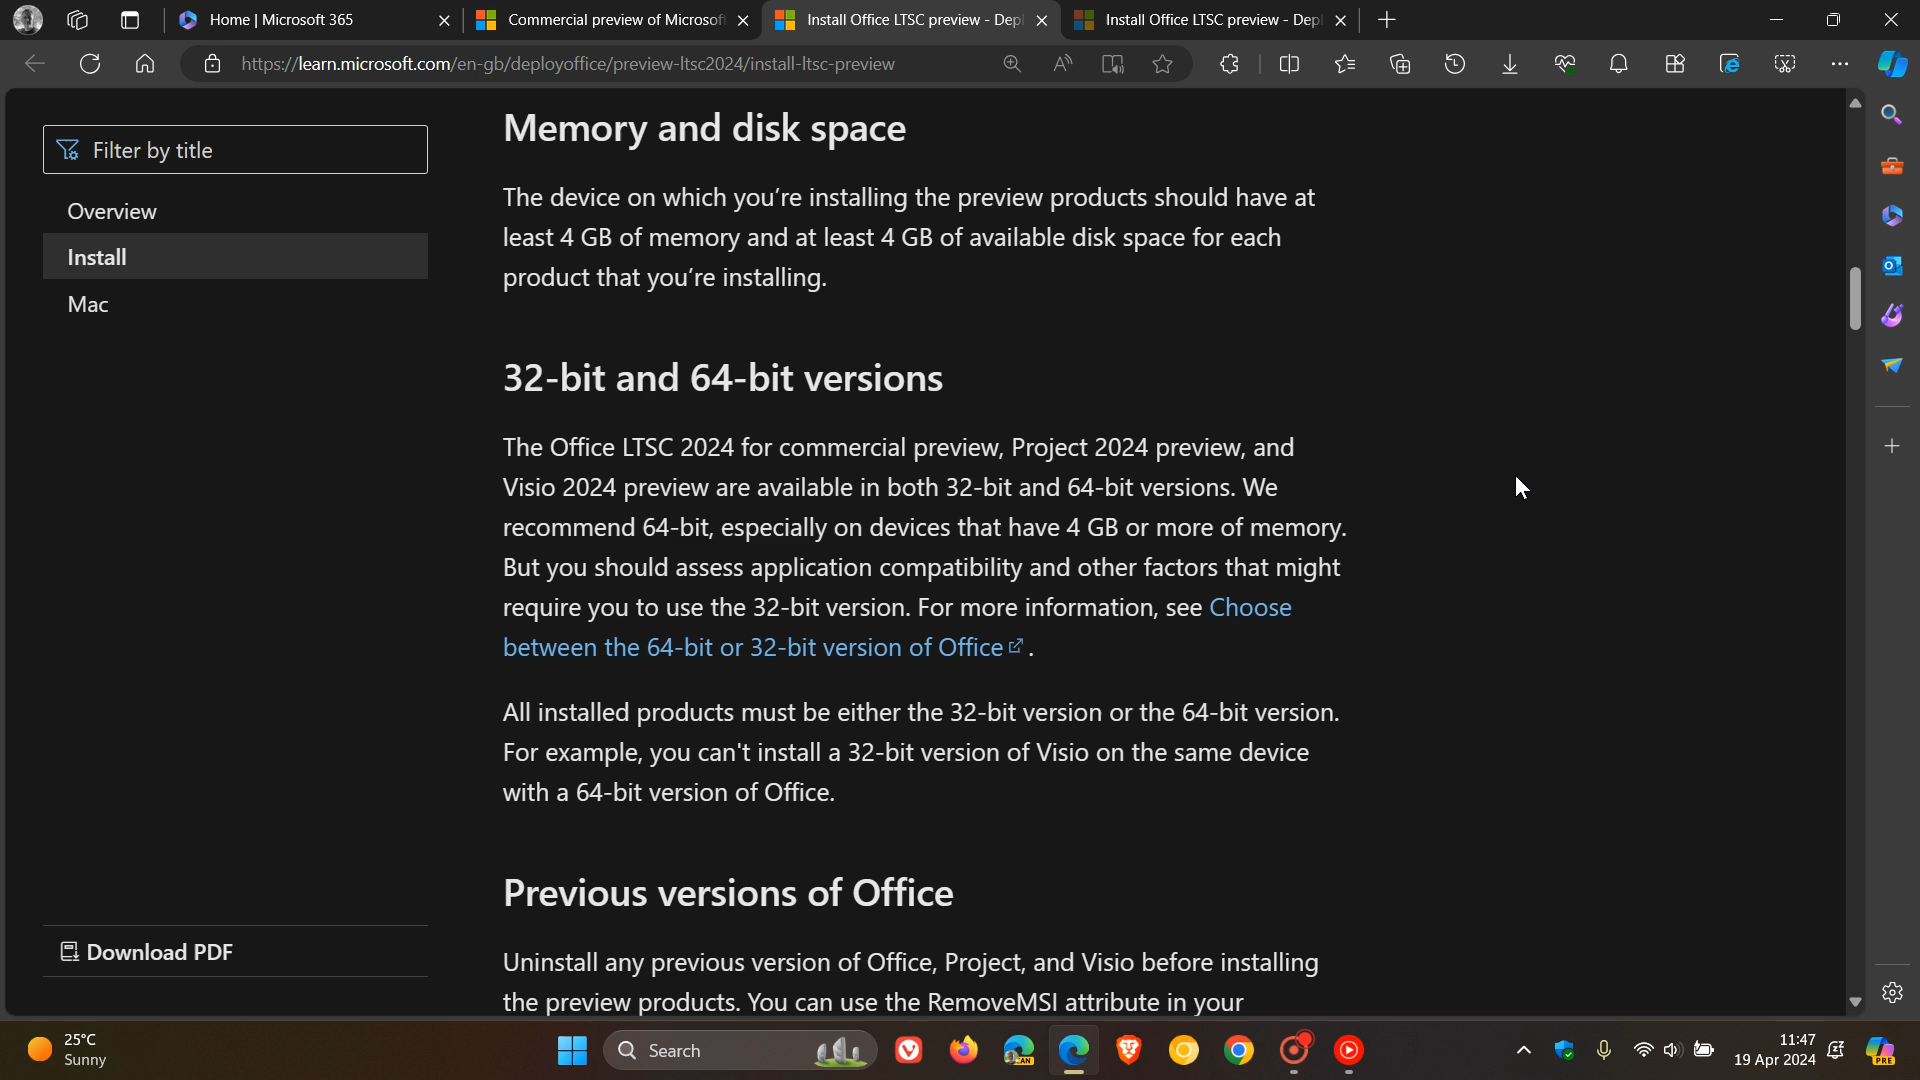 Home | Microsoft 365
Commercial preview of Microsof
Install Office LTSC preview - Depl
Install Office LTSC preview - Depl
https://learn.microsoft.com/en-gb/deployoffice/preview-ltsc2024/install-ltsc-preview
Filter by title
Overview
Install
Mac
Download PDF
Memory and disk space
The device on which you’re installing the preview products should have at
least 4 GB of memory and at least 4 GB of available disk space for each
product that you’re installing.
32-bit and 64-bit versions
The Office LTSC 2024 for commercial preview, Project 2024 preview, and
Visio 2024 preview are available in both 32-bit and 64-bit versions. We
recommend 64-bit, especially on devices that have 4 GB or more of memory.
But you should assess application compatibility and other factors that might
require you to use the 32-bit version. For more information, see Choose
between the 64-bit or 32-bit version of Office .
All installed products must be either the 32-bit version or the 64-bit version.
For example, you can't install a 32-bit version of Visio on the same device
with a 64-bit version of Office.
Previous versions of Office
Uninstall any previous version of Office, Project, and Visio before installing
the preview products. You can use the RemoveMSI attribute in your
25°C
Sunny
Search
CAN
11:47
19 Apr 2024
PRE